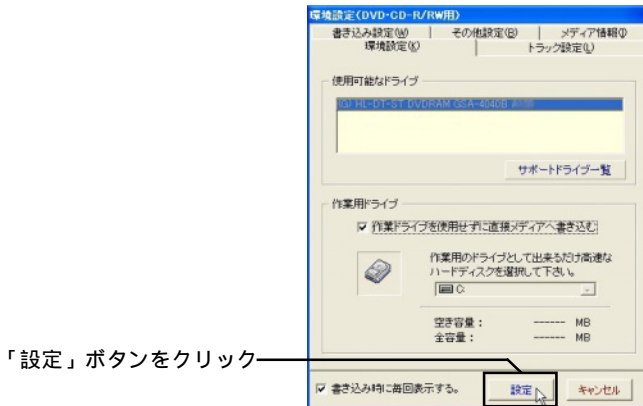 環境設定(DVD・CD-R/RW用)
書き込み設定(W) その他設定(B) メディア情報(I)
環境設定(K) トラック設定(L)
使用可能なドライブ
(G) HL-DT-ST DVDRAM GSA-4040B
サポートドライブ一覧
作業用ドライブ
作業ドライブを使用せずに直接メディアへ書き込む
作業用のドライブとして出来るだけ高速な
ハードディスクを選択して下さい。
C:
空き容量: ------ MB
全容量: ------ MB
「設定」ボタンをクリック
書き込み時に毎回表示する。 設定 キャンセル